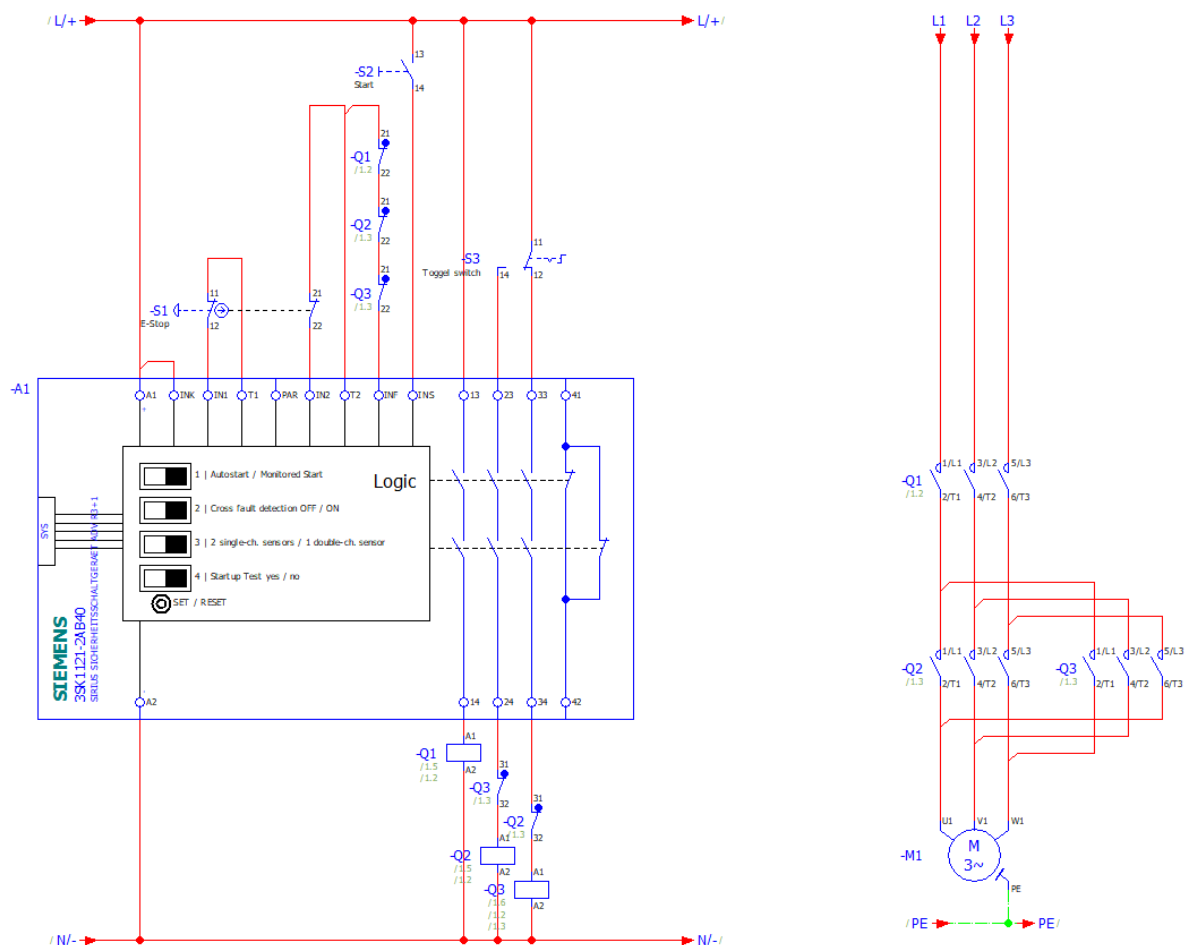 L/+
L/+
L1
L2
L3
13
-S2
Start
14
21
-Q1
/1.2
22
21
-Q2
/1.3
22
21
-Q3
/1.3
22
11
-S3
Toggel switch
14
12
11
21
-S1
E-Stop
12
22
-A1
A1
INK
IN1
T1
PAR
IN2
T2
INF
INS
13
23
33
41
+
1 | Autostart / Monitored Start
Logic
2 | Cross fault detection OFF / ON
3 | 2 single-ch. sensors / 1 double-ch. sensor
4 | Startup Test yes / no
SET / RESET
SYS
SIEMENS
3SK1121-2AB40
SIRIUS SICHERHEITSSCHALTGERAET ADV R3+1
-
A2
14
24
34
42
-Q1
/1.5
/1.2
A1
A2
31
-Q3
/1.3
32
31
-Q2
/1.3
32
A1
-Q2
/1.5
/1.2
A2
A1
-Q3
/1.6
/1.2
/1.3
A2
N/-
N/-
-Q1
/1.2
1/L1
3/L2
5/L3
2/T1
4/T2
6/T3
-Q2
/1.3
1/L1
3/L2
5/L3
2/T1
4/T2
6/T3
-Q3
/1.3
1/L1
3/L2
5/L3
2/T1
4/T2
6/T3
U1
V1
W1
-M1
M
3~
PE
/ PE
PE /